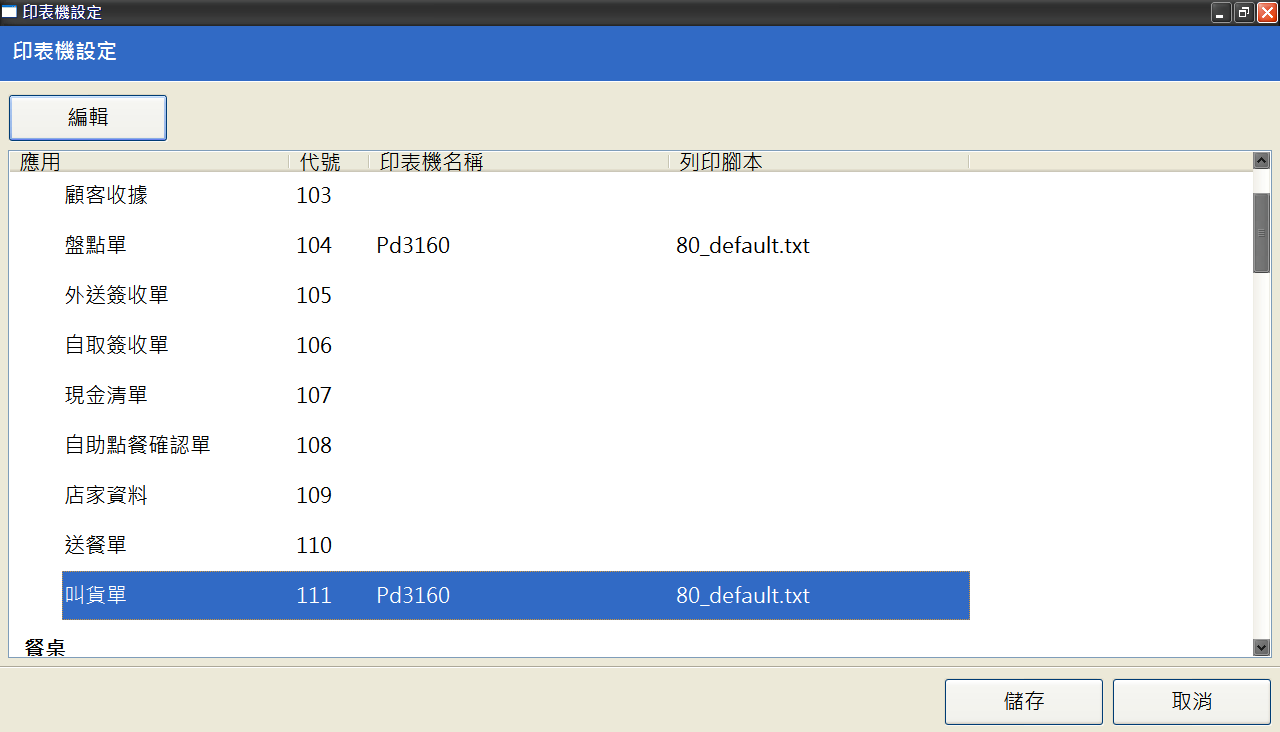 印表機設定
印表機設定
編輯
應用 代號 印表機名稱 列印腳本
顧客收據 103
盤點單 104 Pd3160 80_default.txt
外送簽收單 105
自取簽收單 106
現金清單 107
自助點餐確認單 108
店家資料 109
送餐單 110
叫貨單 111 Pd3160 80_default.txt
餐桌
儲存 取消